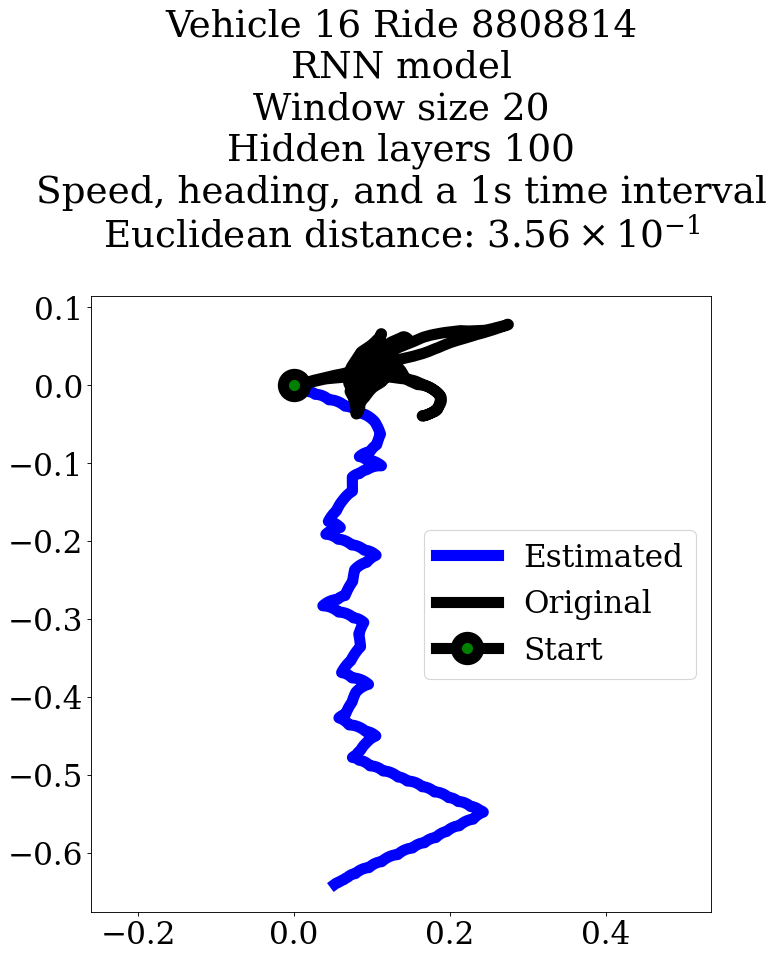 Vehicle 16 Ride 8808814
RNN model
Window size 20
Hidden layers 100
Speed, heading, and a 1s time interval
Euclidean distance: 3.56 × 10⁻¹
0.1
0.0
−0.1
−0.2
−0.3
−0.4
−0.5
−0.6
Estimated
Original
Start
−0.2
0.0
0.2
0.4